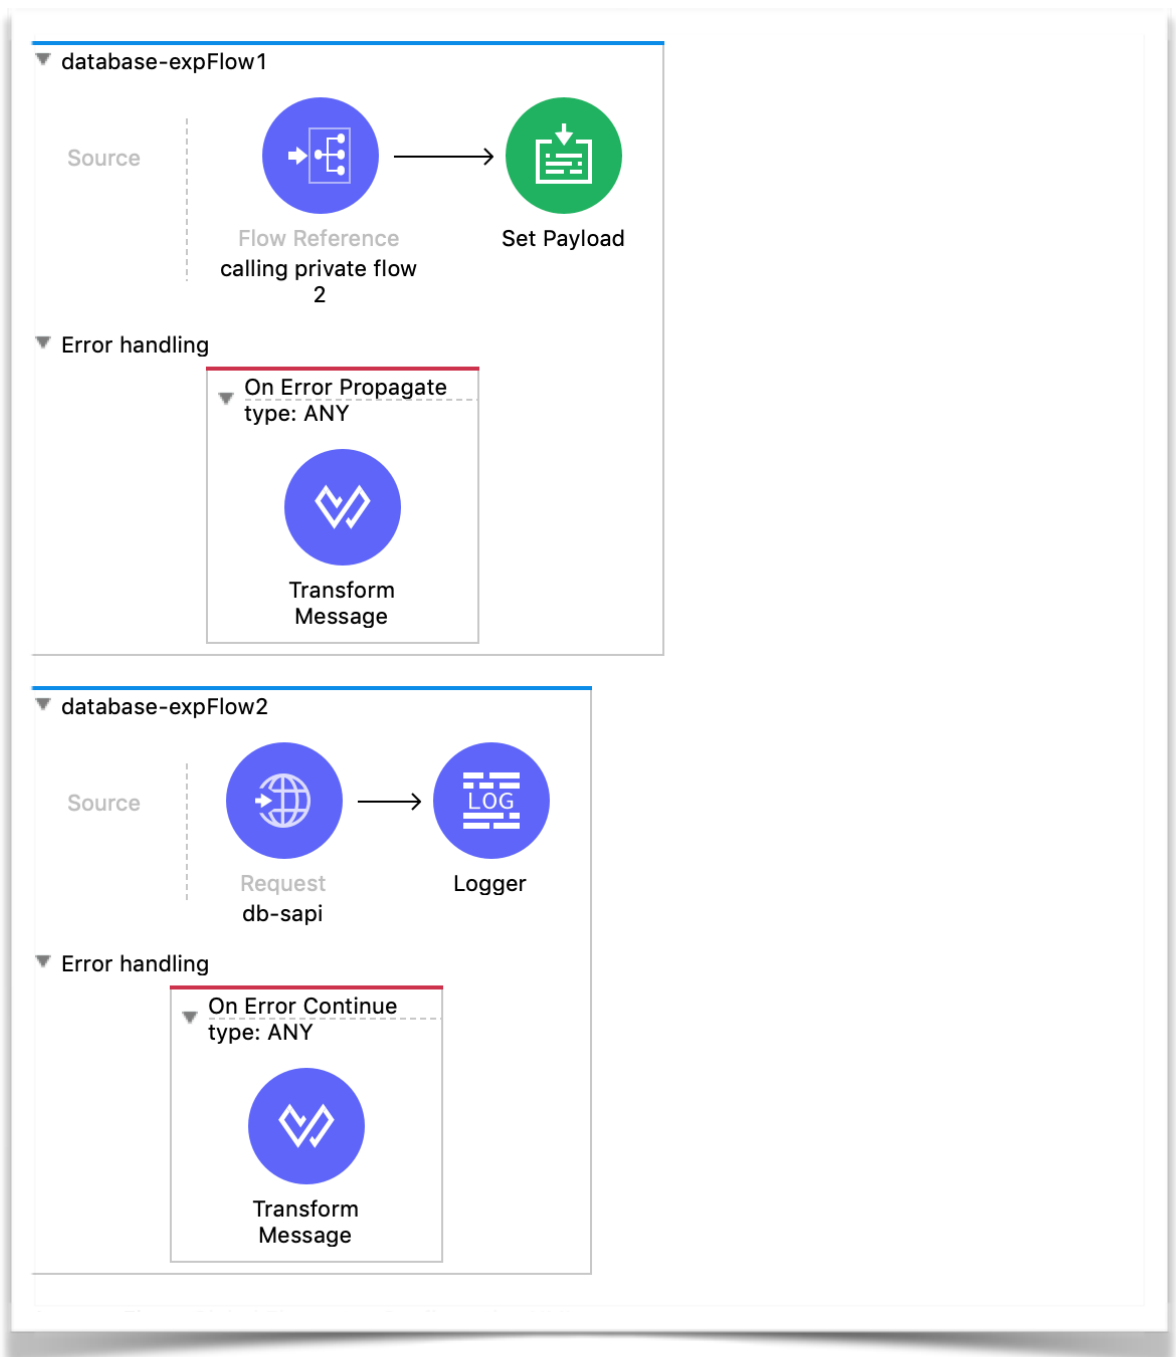 database-expFlow1
Source
Flow Reference
calling private flow
2
Set Payload
Error handling
On Error Propagate
type: ANY
Transform
Message
database-expFlow2
Source
Request
db-sapi
LOG
Logger
Error handling
On Error Continue
type: ANY
Transform
Message